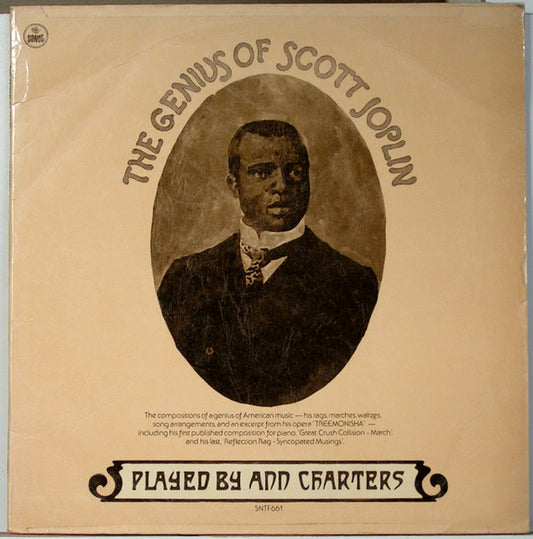 SONET
THE GENIUS OF SCOTT JOPLIN
The compositions of a genius of American music — his rags, marches, waltzes,
song arrangements, and an excerpt from his opera "TREEMONISHA" —
including his first published composition for piano, 'Great Crush Collision - March',
and his last, 'Reflection Rag - Syncopated Musings'.
PLAYED BY ANN CHARTERS
SNTF661